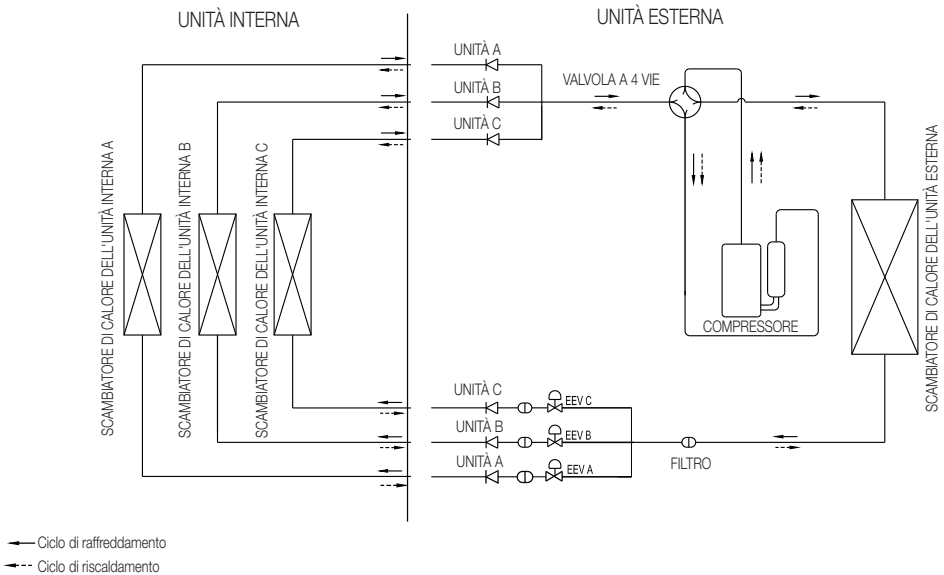 UNITÀ INTERNA
UNITÀ ESTERNA
UNITÀ A
UNITÀ B
UNITÀ C
VALVOLA A 4 VIE
SCAMBIATORE DI CALORE DELL'UNITÀ INTERNA A
SCAMBIATORE DI CALORE DELL'UNITÀ INTERNA B
SCAMBIATORE DI CALORE DELL'UNITÀ INTERNA C
SCAMBIATORE DI CALORE DELL'UNITÀ ESTERNA
COMPRESSORE
UNITÀ C
EEV C
UNITÀ B
EEV B
UNITÀ A
EEV A
FILTRO
Ciclo di raffreddamento
Ciclo di riscaldamento